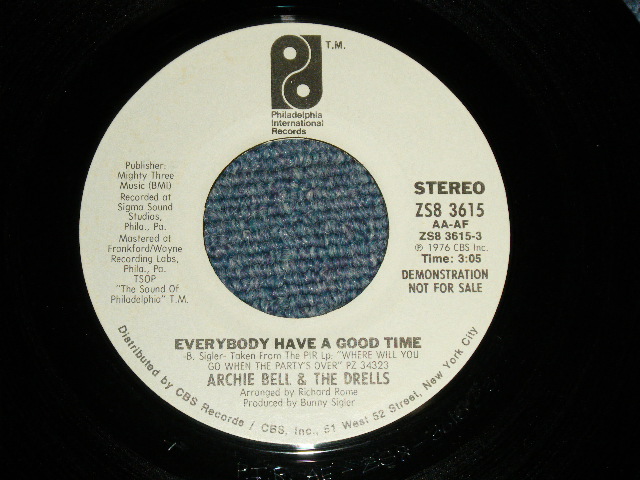 T.M.
Philadelphia
International
Records
Publisher:
Mighty Three
Music (BMI)
Recorded at
Sigma Sound
Studios,
Phila., Pa.
Mastered at
Frankford/Wayne
Recording Labs,
Phila., Pa.
TSOP
"The Sound Of
Philadelphia" T.M.
STEREO
ZS8 3615
AA-AF
ZS8 3615-3
℗ 1976 CBS Inc.
Time: 3:05
DEMONSTRATION
NOT FOR SALE
EVERYBODY HAVE A GOOD TIME
-B. Sigler- Taken From The PIR Lp: "WHERE WILL YOU
GO WHEN THE PARTY'S OVER" PZ 34323
ARCHIE BELL & THE DRELLS
Arranged by Richard Rome
Produced by Bunny Sigler
Distributed by CBS Records / CBS, Inc., 51 West 52 Street, New York City